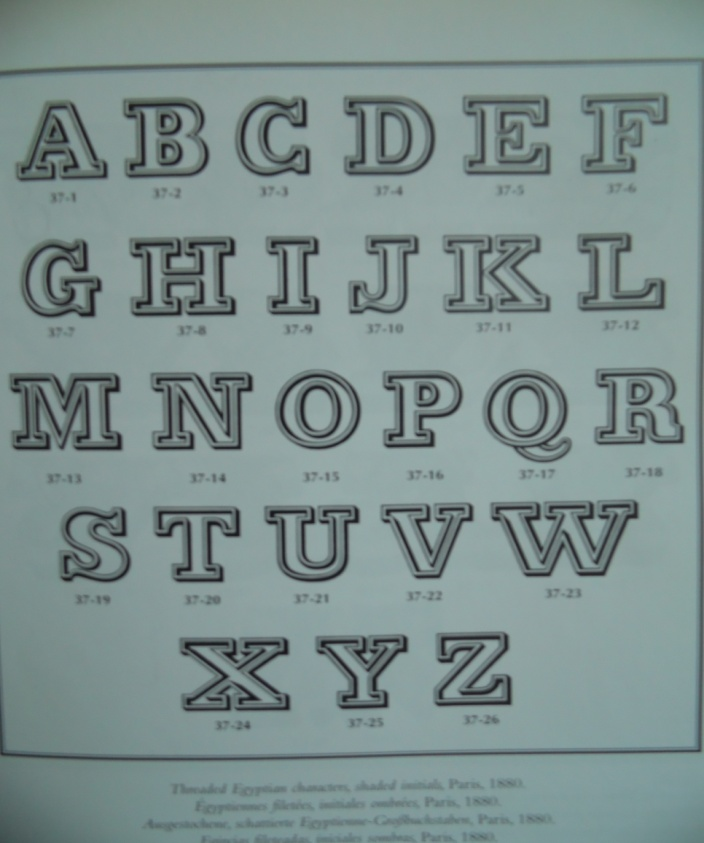 A B C D E F
37-1 37-2 37-3 37-4 37-5 37-6
G H I J K L
37-7 37-8 37-9 37-10 37-11 37-12
M N O P Q R
37-13 37-14 37-15 37-16 37-17 37-18
S T U V W
37-19 37-20 37-21 37-22 37-23
X Y Z
37-24 37-25 37-26
Threaded Egyptian characters, shaded initials, Paris, 1880.
Égyptiennes filetées, initiales ombrées, Paris, 1880.
Ausgestochene, schattierte Egyptienne-Großbuchstaben, Paris, 1880.
Egipcias fileteadas, iniciales sombras, Paris, 1880.